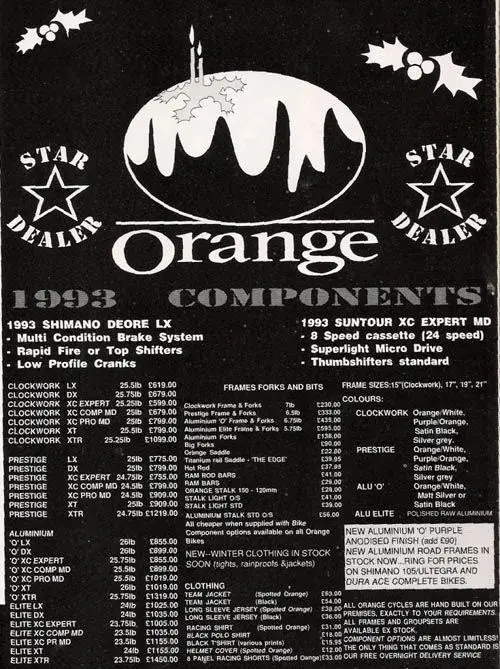 STAR DEALER
STAR DEALER
Orange
1993 COMPONENTS
1993 SHIMANO DEORE LX
- Multi Condition Brake System
- Rapid Fire or Top Shifters
- Low Profile Cranks
1993 SUNTOUR XC EXPERT MD
- 8 Speed cassette (24 speed)
- Superlight Micro Drive
- Thumbshifters standard
CLOCKWORK LX 25.5lb £619.00
CLOCKWORK DX 25.75lb £679.00
CLOCKWORK XC EXPERT 25.25lb £599.00
CLOCKWORK XC COMP MD 25lb £679.00
CLOCKWORK XC PRO MD 25lb £799.00
CLOCKWORK XT 25lb £799.00
CLOCKWORK XTR 25.25lb £1099.00
PRESTIGE LX 25lb £775.00
PRESTIGE DX 25lb £799.00
PRESTIGE XC EXPERT 24.75lb £755.00
PRESTIGE XC COMP MD 24.5lb £799.00
PRESTIGE XC PRO MD 24.5lb £909.00
PRESTIGE XT 25lb £909.00
PRESTIGE XTR 24.75lb £1219.00
ALUMINIUM
'O' LX 26lb £855.00
'O' DX 26lb £899.00
'O' XC EXPERT 25.75lb £855.00
'O' XC COMP MD 25.5lb £899.00
'O' XC PRO MD 25.5lb £1019.00
'O' XT 26lb £1019.00
'O' XTR 25.75lb £1319.00
ELITE LX 24lb £1025.00
ELITE DX 24lb £1035.00
ELITE XC EXPERT 23.75lb £1005.00
ELITE XC COMP MD 23.5lb £1035.00
ELITE XC PR MD 23.5lb £1155.00
ELITE XT 24lb £1155.00
ELITE XTR 23.75lb £1450.00
FRAMES FORKS AND BITS
Clockwork Frame & Forks 7lb £230.00
Prestige Frame & Forks 6.5lb £333.00
Aluminium 'O' Frame & Forks 6.75lb £435.00
Aluminium Elite Frame & Forks 5.75lb £595.00
Aluminium Forks £138.00
Big Forks £90.00
Orange Saddle £22.00
Titanium rail Saddle - 'THE EDGE' £39.95
Hot Rod £37.95
RAM ROD BARS £41.00
RAM BARS £29.00
ORANGE STALK 150 - 120mm £28.00
STALK LIGHT O/S £41.00
STALK LIGHT STD £39.00
ALUMINIUM STALK STD O/S £56.00
All cheaper when supplied with Bike
Component options available on all Orange
Bikes
NEW--WINTER CLOTHING IN STOCK
SOON (tights, rainproofs &jackets)
CLOTHING
TEAM JACKET (Spotted Orange) £63.00
TEAM JACKET (Black) £54.00
LONG SLEEVE JERSEY (Spotted Orange) £38.00
LONG SLEEVE JERSEY (Black) £36.00
RACING SHIRT (Spotted Orange)
BLACK POLO SHIRT £18.00
BLACK T'SHIRT (various prints) £15.95
HELMET COVER (Spotted Orange) £12.00
8 PANEL RACING SHORTS (Spotted Orange) £33.00
FRAME SIZES:15"(Clockwork), 17", 19", 21"
COLOURS:
CLOCKWORK Orange/White,
Purple/Orange,
Satin Black,
Silver grey.
PRESTIGE Orange/White,
Purple/Orange,
Satin Black,
Silver grey
ALU 'O' Orange/White,
Matt Silver or
Satin Black
ALU ELITE POLISHED RAW ALUMINIUM
NEW ALUMINIUM 'O' PURPLE
ANODISED FINISH (add £90)
NEW ALUMINIUM ROAD FRAMES IN
STOCK NOW...RING FOR PRICES
ON SHIMANO 105/ULTEGRA AND
DURA ACE COMPLETE BIKES.
ALL ORANGE CYCLES ARE HAND BUILT ON OUR
PREMISES, EXACTLY TO YOUR REQUIREMENTS.
ALL FRAMES AND GROUPSETS ARE
AVAILABLE EX STOCK.
COMPONENT OPTIONS ARE ALMOST LIMITLESS!
THE ONLY THING THAT COMES AS STANDARD IS
OUR FREE OVERNIGHT DELIVERY SERVICE